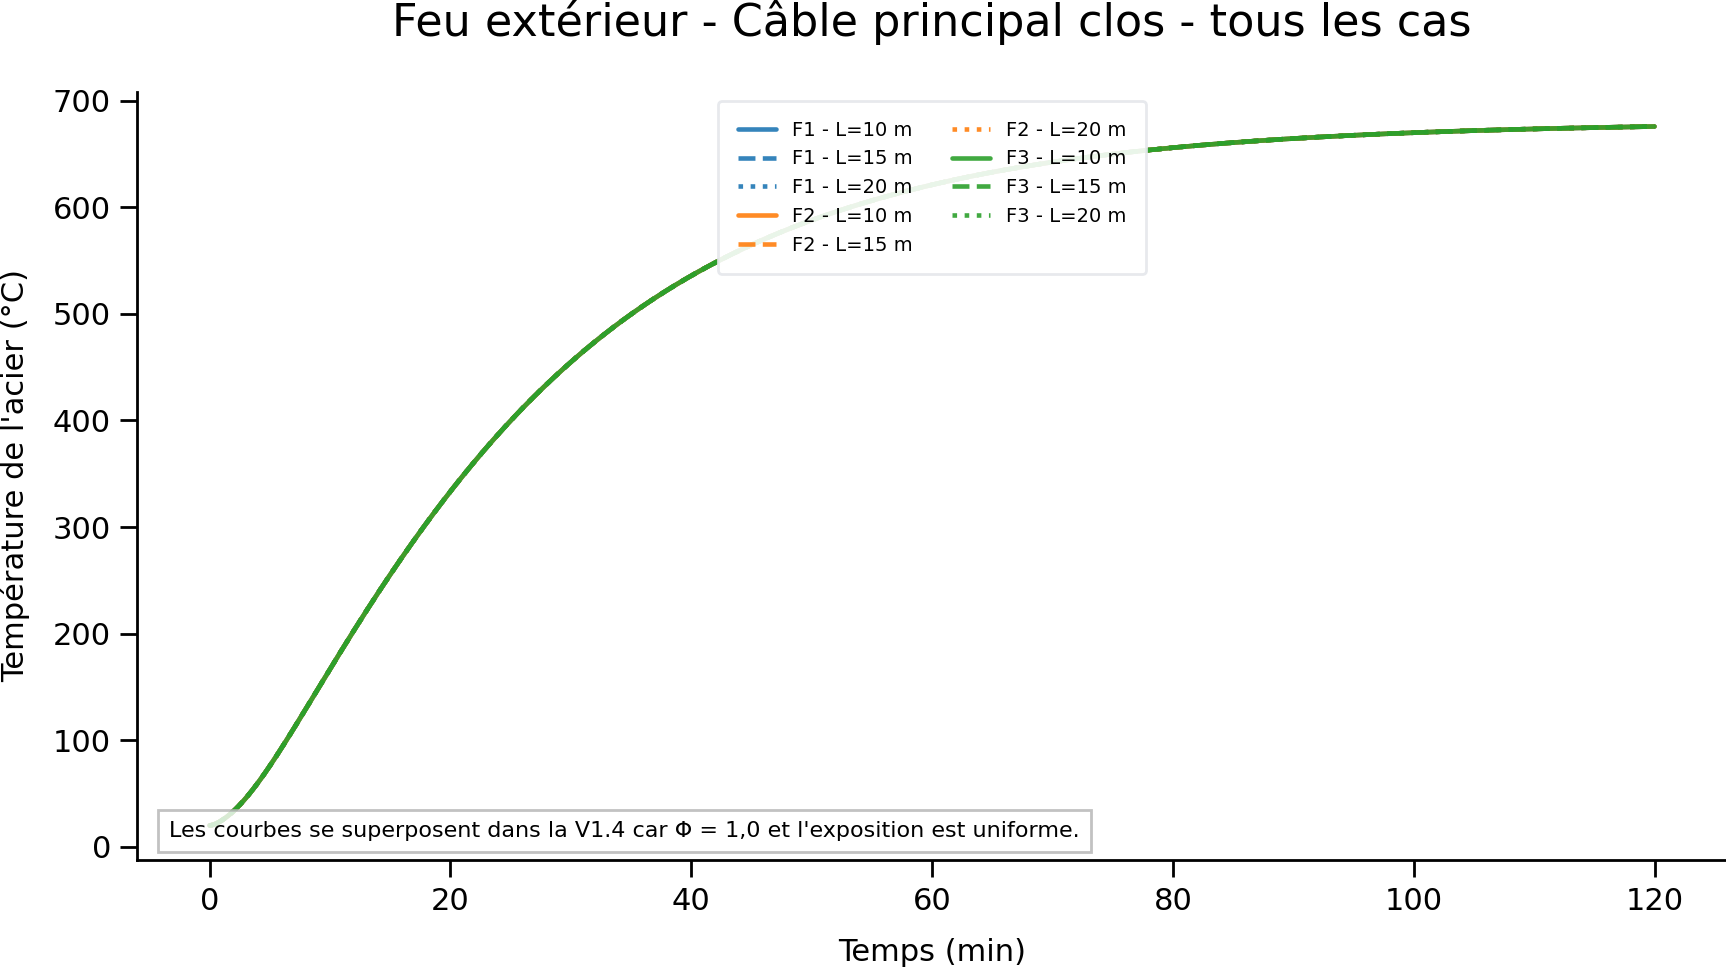 Feu extérieur - Câble principal clos - tous les cas
Température de l'acier (°C)
700
600
500
400
300
200
100
0
F1 - L=10 m
F1 - L=15 m
F1 - L=20 m
F2 - L=10 m
F2 - L=15 m
F2 - L=20 m
F3 - L=10 m
F3 - L=15 m
F3 - L=20 m
Les courbes se superposent dans la V1.4 car Φ = 1,0 et l'exposition est uniforme.
0 20 40 60 80 100 120
Temps (min)